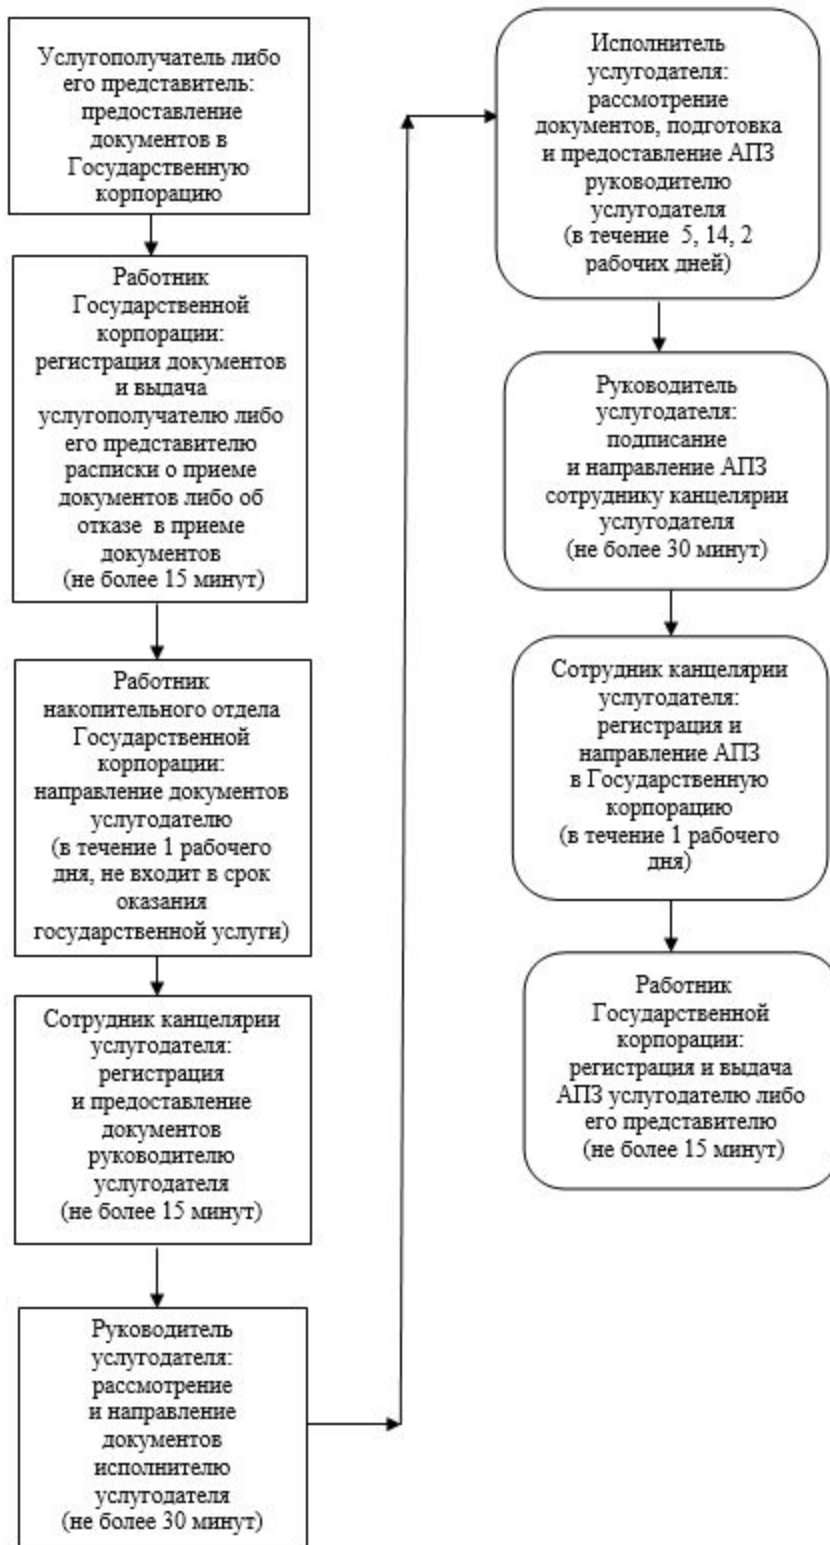 Услугополучатель либо
его представитель:
предоставление
документов в
Государственную
корпорацию
Работник
Государственной
корпорации:
регистрация документов
и выдача
услугополучателю либо
его представителю
расписки о приеме
документов либо об
отказе в приеме
документов
(не более 15 минут)
Работник
накопительного отдела
Государственной
корпорации:
направление документов
услугодателю
(в течение 1 рабочего
дня, не входит в срок
оказания
государственной услуги)
Сотрудник канцелярии
услугодателя:
регистрация
и предоставление
документов
руководителю
услугодателя
(не более 15 минут)
Руководитель
услугодателя:
рассмотрение
и направление
документов
исполнителю
услугодателя
(не более 30 минут)
Исполнитель
услугодателя:
рассмотрение
документов, подготовка
и предоставление АПЗ
руководителю
услугодателя
(в течение 5, 14, 2
рабочих дней)
Руководитель
услугодателя:
подписание
и направление АПЗ
сотруднику канцелярии
услугодателя
(не более 30 минут)
Сотрудник канцелярии
услугодателя:
регистрация и
направление АПЗ
в Государственную
корпорацию
(в течение 1 рабочего
дня)
Работник
Государственной
корпорации:
регистрация и выдача
АПЗ услугодателю либо
его представителю
(не более 15 минут)